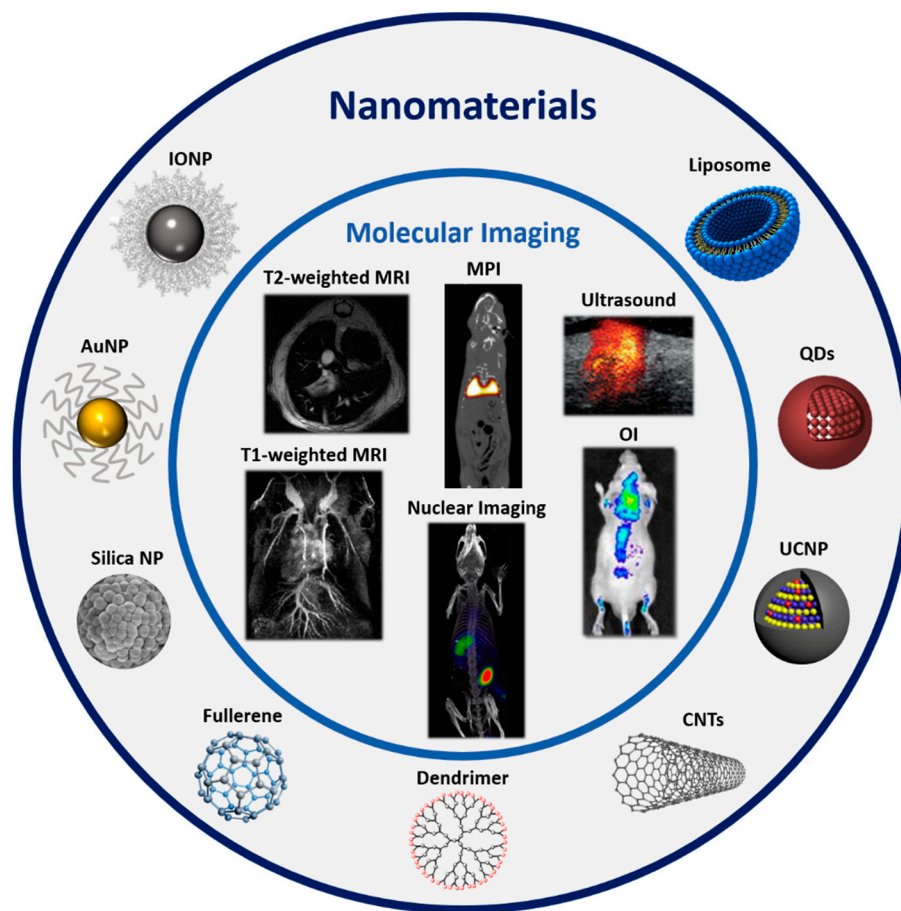 Nanomaterials
IONP
Liposome
Molecular Imaging
T2-weighted MRI
MPI
Ultrasound
AuNP
QDs
T1-weighted MRI
OI
Nuclear Imaging
Silica NP
UCNP
Fullerene
CNTs
Dendrimer